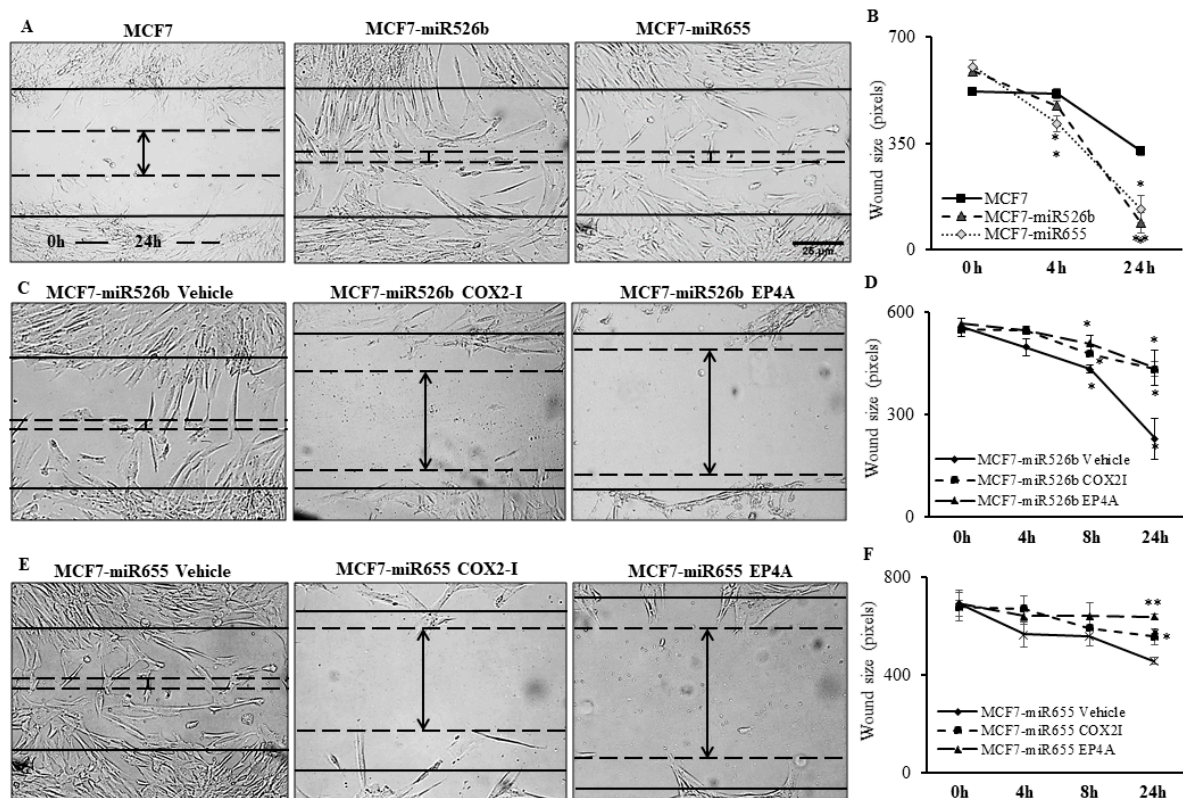 A
MCF7
MCF7-miR526b
MCF7-miR655
0h
24h
25 µm
B
Wound size (pixels)
700
350
0
*
*
*
**
MCF7
MCF7-miR526b
MCF7-miR655
0h
4h
24h
C
MCF7-miR526b Vehicle
MCF7-miR526b COX2-I
MCF7-miR526b EP4A
D
Wound size (pixels)
600
300
0
*
*
*
*
*
*
MCF7-miR526b Vehicle
MCF7-miR526b COX2I
MCF7-miR526b EP4A
0h
4h
8h
24h
E
MCF7-miR655 Vehicle
MCF7-miR655 COX2-I
MCF7-miR655 EP4A
F
Wound size (pixels)
800
400
0
**
*
MCF7-miR655 Vehicle
MCF7-miR655 COX2I
MCF7-miR655 EP4A
0h
4h
8h
24h